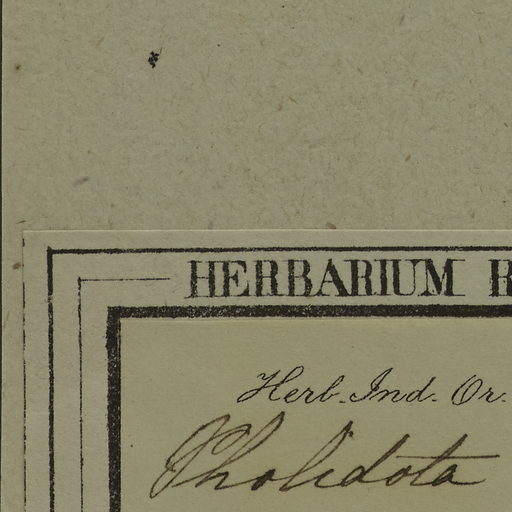 HERBARIUM R
Herb. Ind. Or.
Pholidota